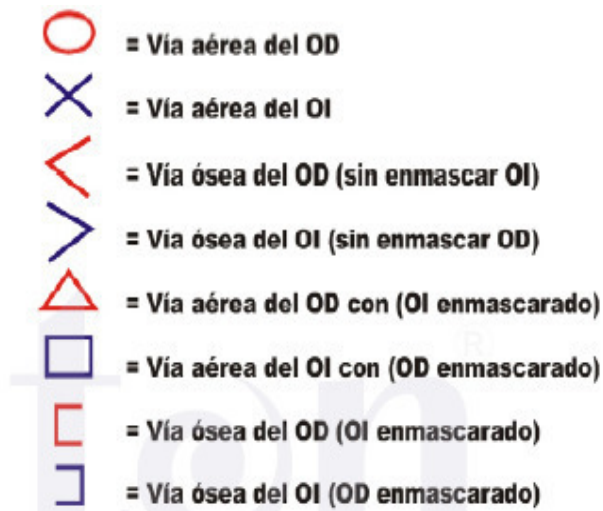 = Vía aérea del OD
= Vía aérea del OI
= Vía ósea del OD (sin enmascar OI)
= Vía ósea del OI (sin enmascar OD)
= Vía aérea del OD con (OI enmascarado)
= Vía aérea del OI con (OD enmascarado)
= Vía ósea del OD (OI enmascarado)
= Vía ósea del OI (OD enmascarado)